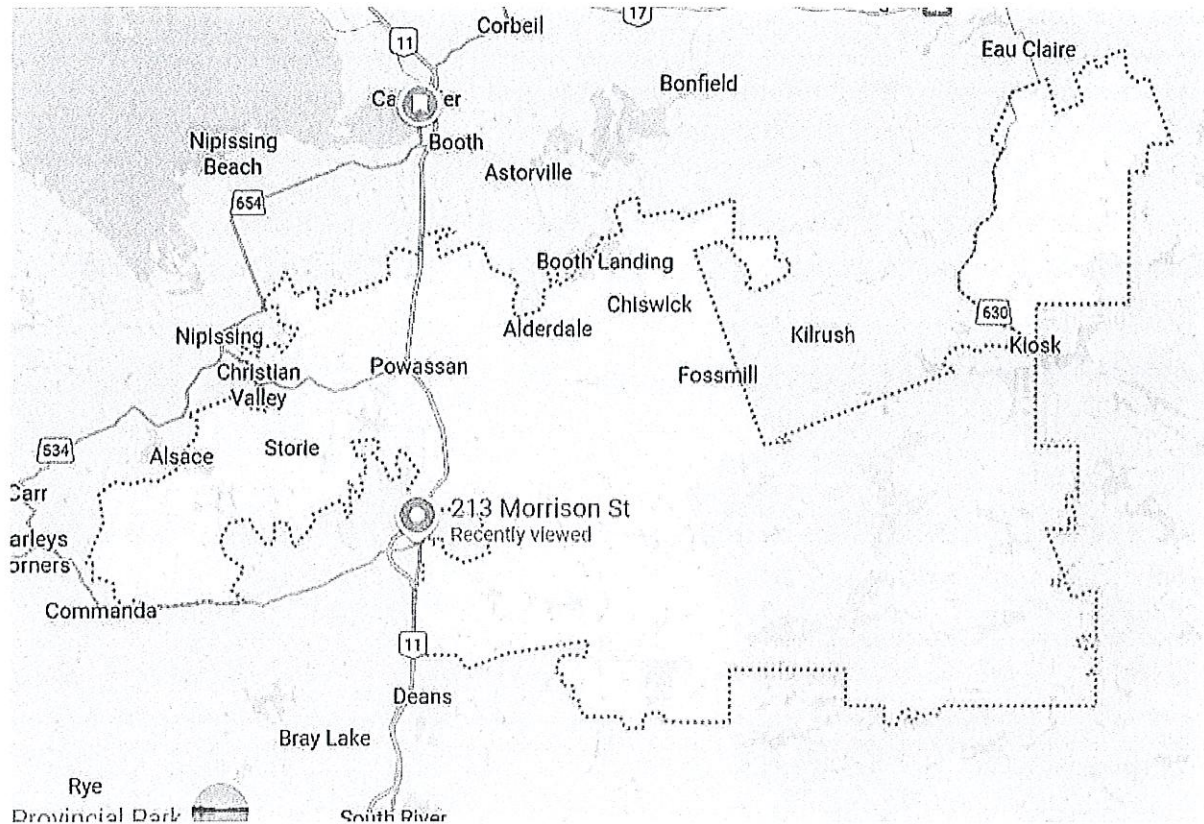 17
Corbeil
11
Eau Claire
Bonfield
Booth
Nipissing
Beach
Astorville
654
Booth Landing
Chiswick
630
Alderdale
Kilrush
Nipissing
Kiosk
Powassan
Christian
Valley
Fossmill
Storie
534
Alsace
213 Morrison St
Recently viewed
Commanda
11
Deans
Bray Lake
Rye
Provincial Park
South River